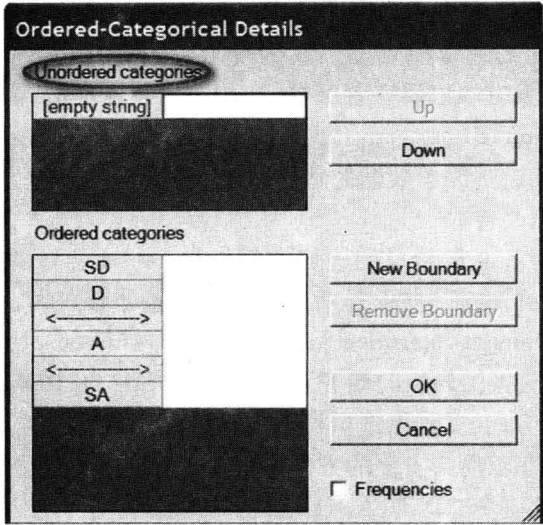 Ordered-Categorical Details
Unordered categories
[empty string]
Up
Down
Ordered categories
SD
D
<------------->
A
<------------->
SA
New Boundary
Remove Boundary
OK
Cancel
Frequencies